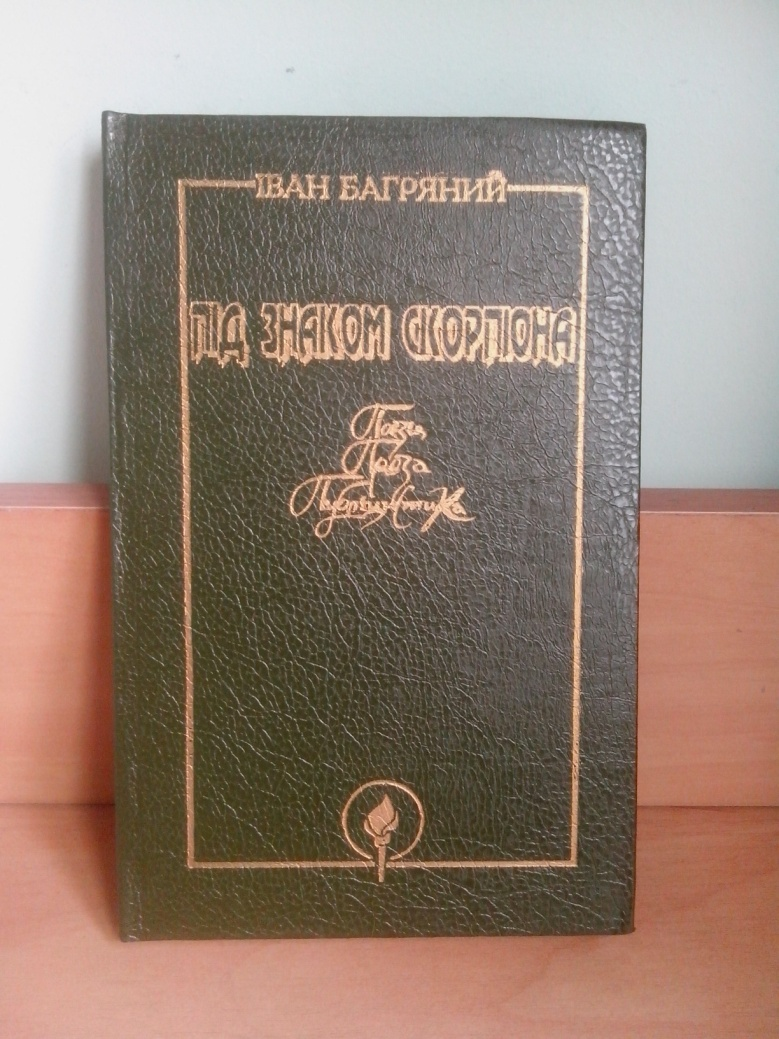 ІВАН БАГРЯНИЙ
ПІД ЗНАКОМ СКОРПІОНА
Поезія
Проза
Публіцистика